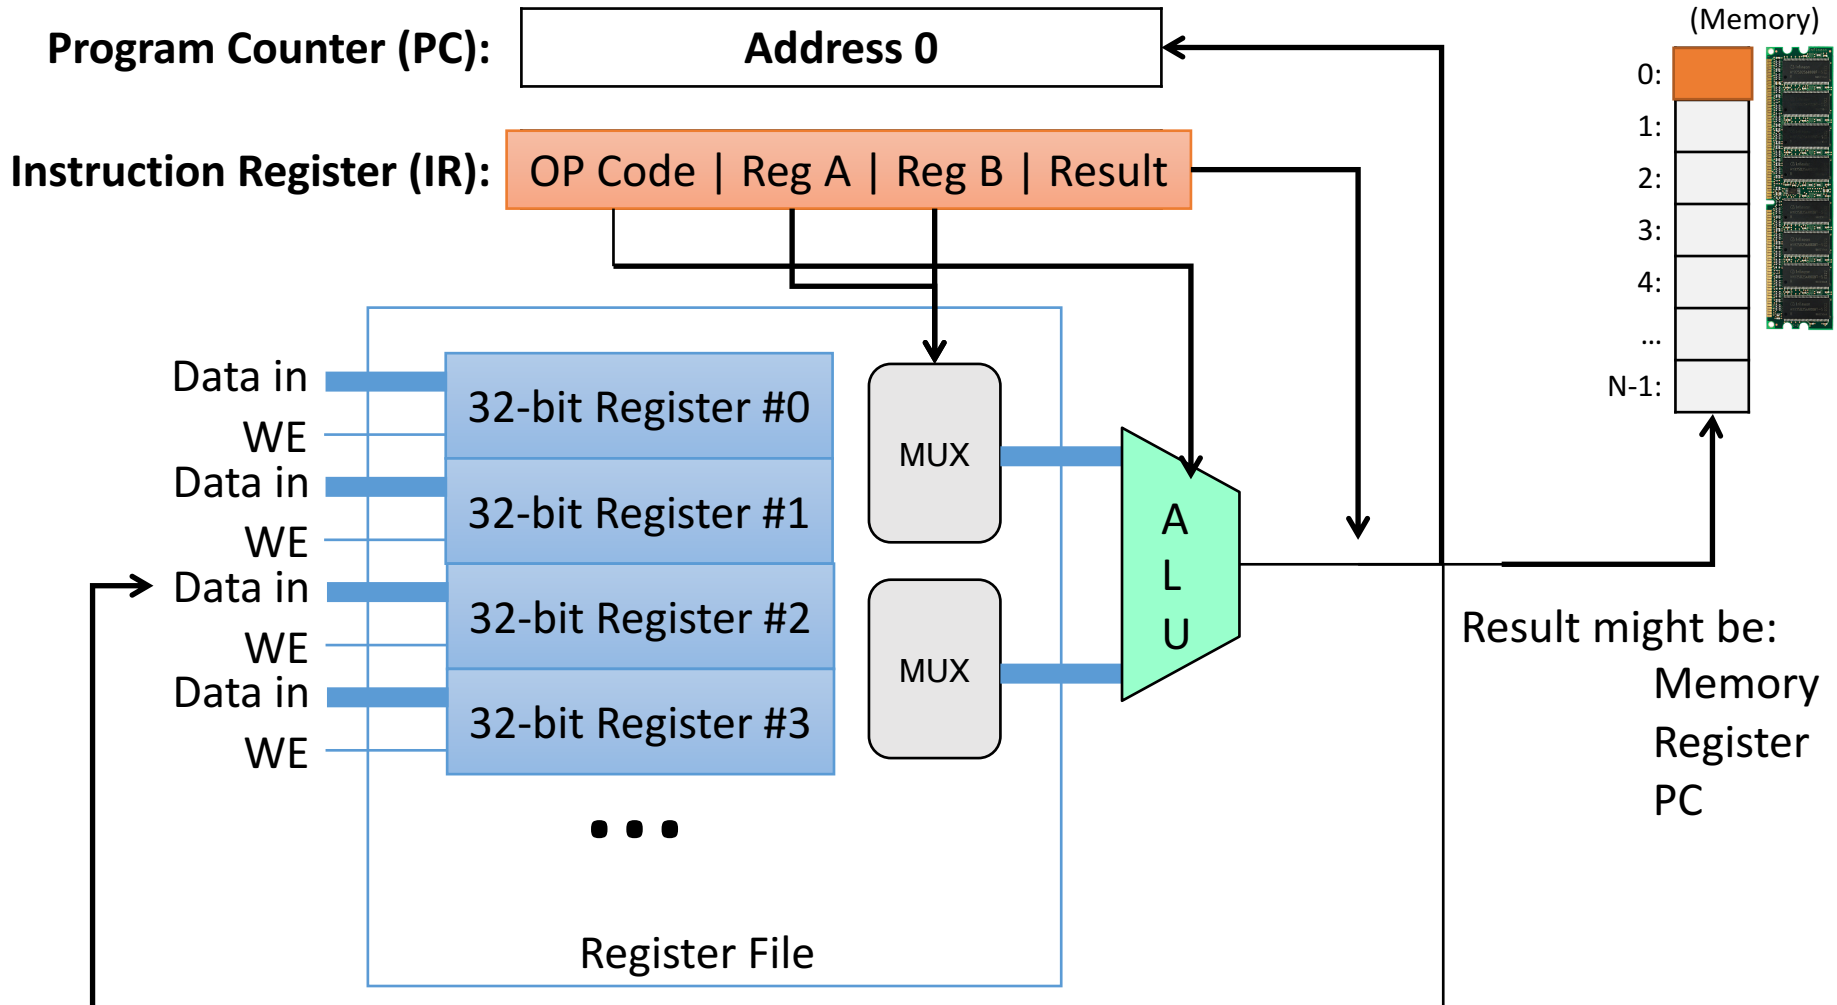 (Memory)
Program Counter (PC): Address 0
0:
1:
Instruction Register (IR): OP Code | Reg A | Reg B | Result
2:
3:
4:
...
N-1:
Data in
32-bit Register #0
WE
MUX
Data in
32-bit Register #1
WE
Data in
32-bit Register #2
WE
MUX
Data in
32-bit Register #3
WE
...
A
L
U
Result might be:
Memory
Register
PC
Register File